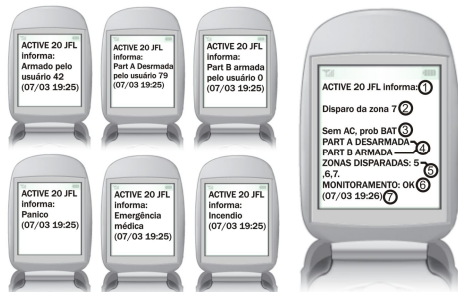 ACTIVE 20 JFL
informa:
Armado pelo
usuário 42
(07/03 19:25)
ACTIVE 20 JFL
informa:
Part A Desrmada
pelo usuário 79
(07/03 19:25)
ACTIVE 20 JFL
informa:
Part B armada
pelo usuário 0
(07/03 19:25)
ACTIVE 20 JFL
informa:
Panico
(07/03 19:25)
ACTIVE 20 JFL
informa:
Emergência
médica
(07/03 19:25)
ACTIVE 20 JFL
informa:
Incendio
(07/03 19:25)
ACTIVE 20 JFL informa: 1
Disparo da zona 7 2
Sem AC, prob BAT 3
PART A DESARMADA
PART B ARMADA 4
ZONAS DISPARADAS: 5
,6,7. 5
MONITORAMENTO: OK 6
(07/03 19:26) 7